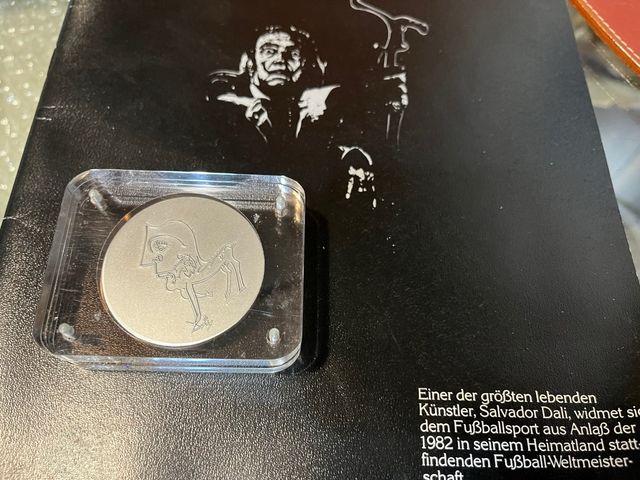 Einer der größten lebenden
Künstler, Salvador Dali, widmet sic
dem Fußballsport aus Anlaß der
1982 in seinem Heimatland statt-
findenden Fußball-Weltmeister-
schaft